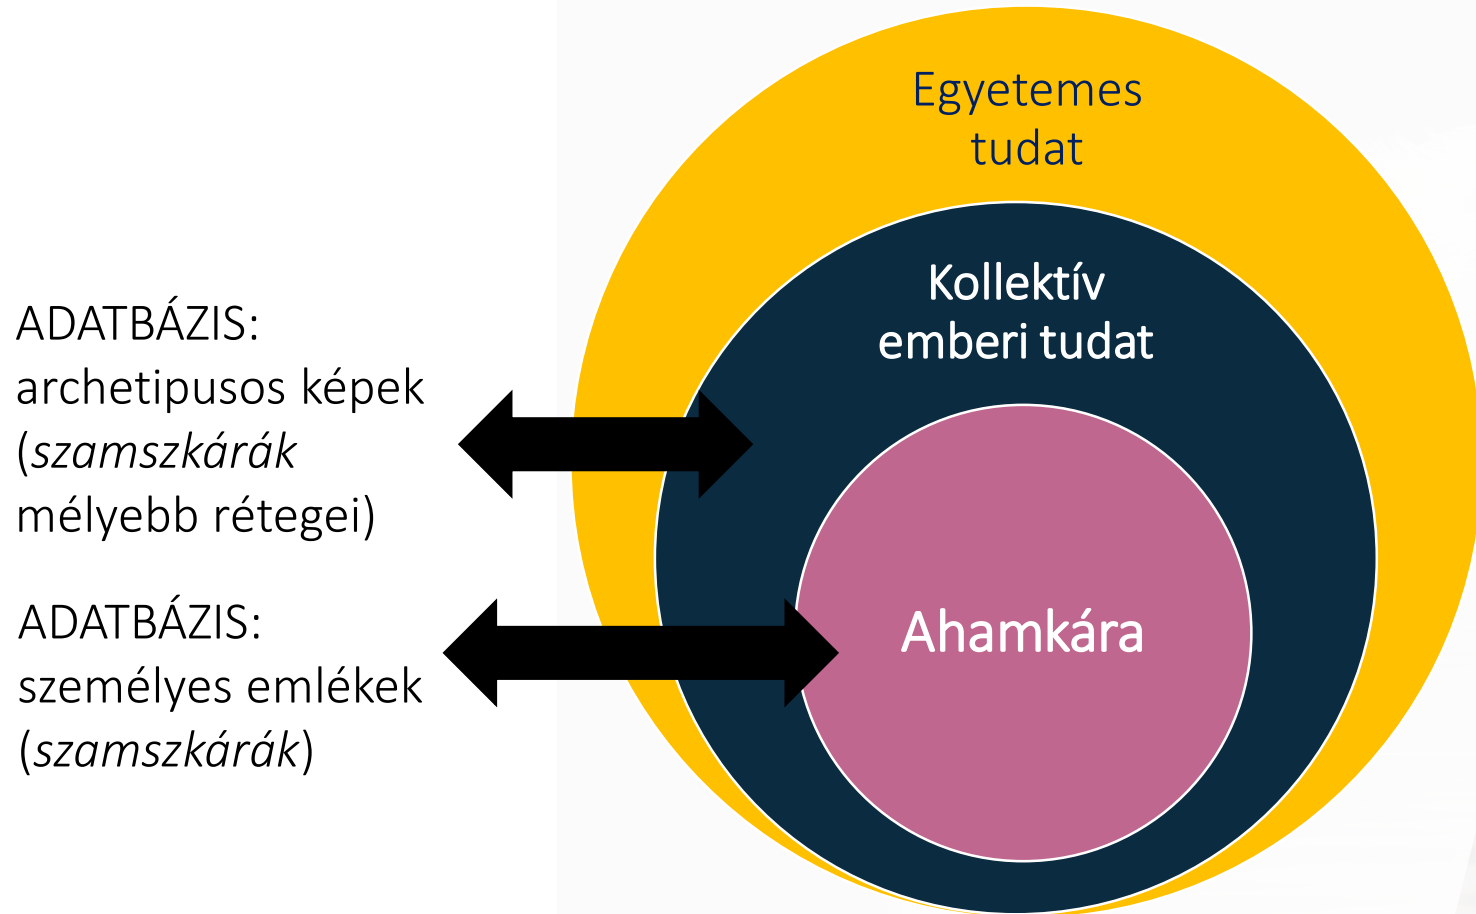 Egyetemes
tudat
Kollektív
emberi tudat
Ahamkára
ADATBÁZIS:
archetipusos képek
(szamszkárák
mélyebb rétegei)
ADATBÁZIS:
személyes emlékek
(szamszkárák)